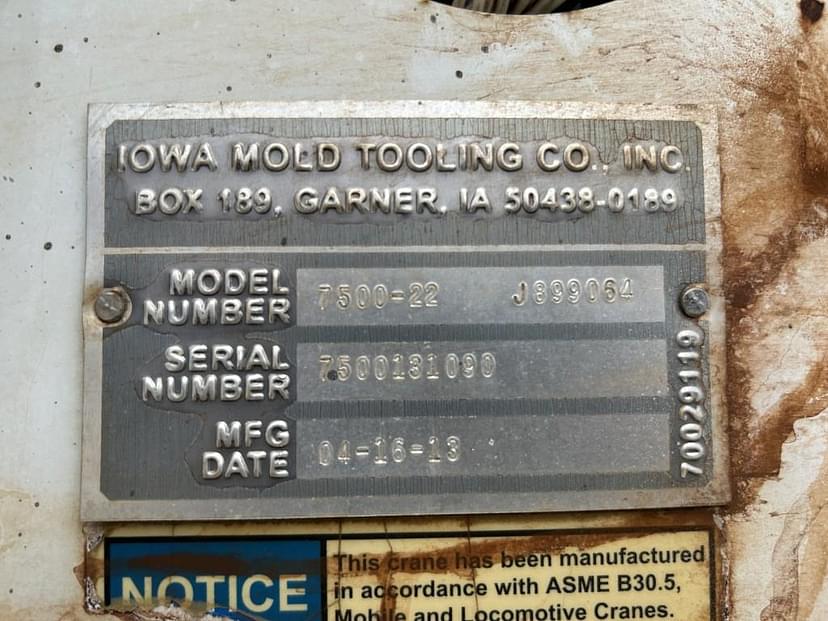 IOWA MOLD TOOLING CO., INC.
BOX 189, GARNER, IA 50438-0189
MODEL NUMBER 7500-22 J899064
SERIAL NUMBER 7500131090
MFG DATE 04-16-13
70029119
NOTICE
This crane has been manufactured
in accordance with ASME B30.5,
Mobile and Locomotive Cranes.